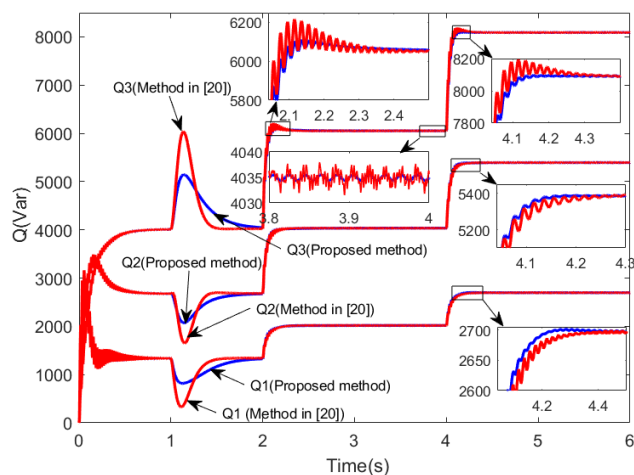 8000
7000
6000
5000
4000
3000
2000
1000
0
Q(Var)
0 1 2 3 4 5 6
Time(s)
Q3(Method in [20])
Q3(Proposed method)
Q2(Proposed method)
Q2(Method in [20])
Q1(Proposed method)
Q1 (Method in [20])
6200
6000
5800
2.1 2.2 2.3 2.4
4040
4035
4030
3.8 3.9 4
8200
8000
7800
4.1 4.2 4.3
5400
5200
5000
4.1 4.2 4.3
2700
2650
2600
4.2 4.4